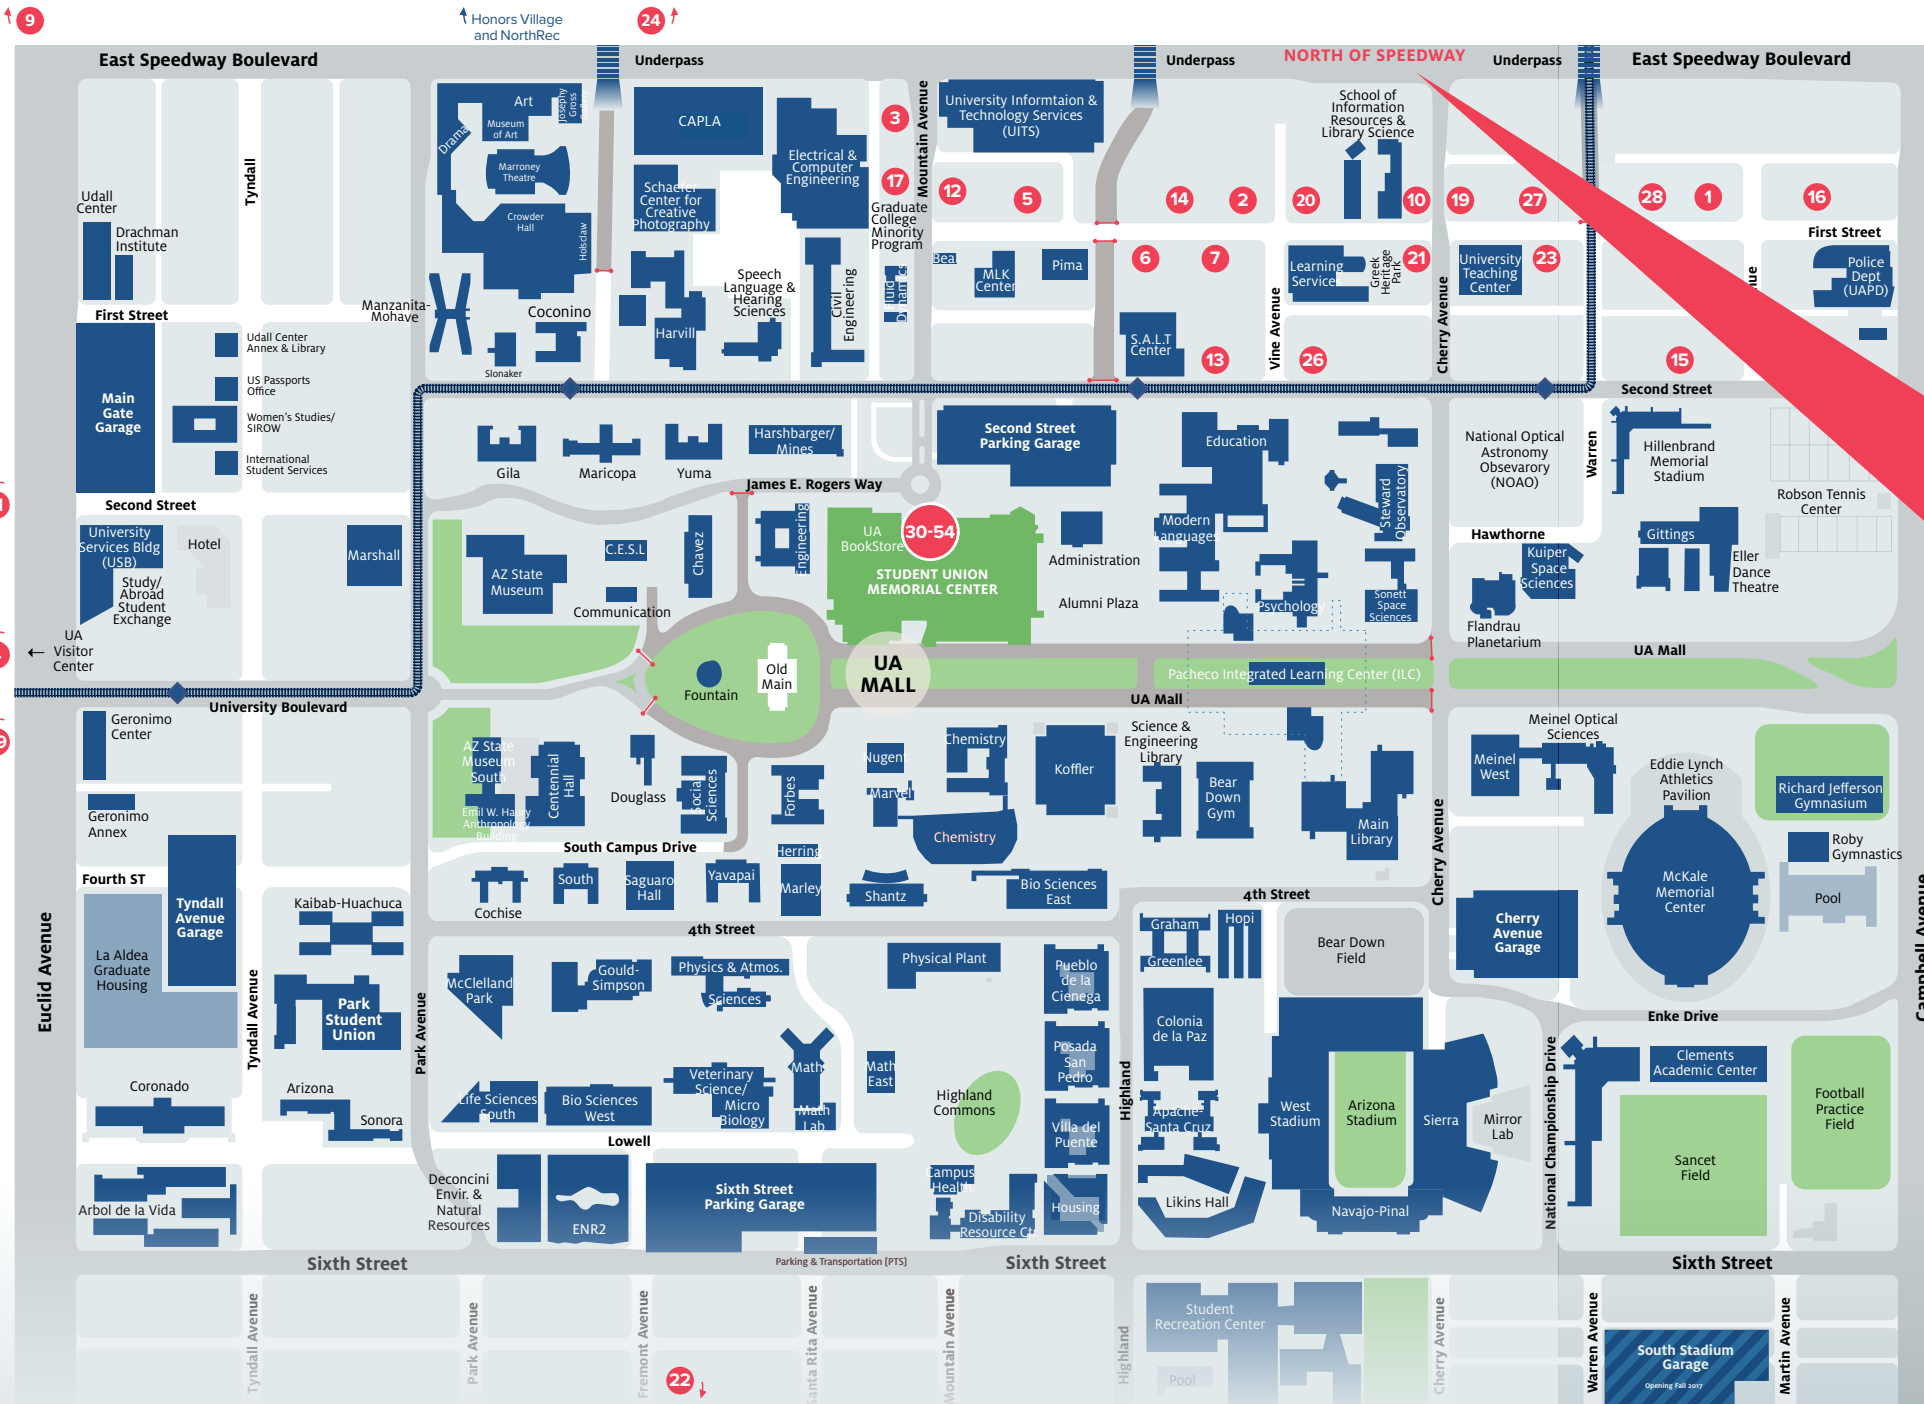 9
Honors Village
and NorthRec
24
East Speedway Boulevard
Underpass
Underpass
NORTH OF SPEEDWAY
Underpass
East Speedway Boulevard
Art
Josephy
Gross
Museum
of Art
Drama
Marroney
Theatre
Crowder
Hall
Holsclaw
CAPLA
Schaefer
Center for
Creative
Photography
Electrical &
Computer
Engineering
3
17
Graduate
College
Minority
Program
Mountain Avenue
University Informtaion &
Technology Services
(UITS)
School of
Information
Resources &
Library Science
12
5
14
2
20
10
19
27
28
1
16
First Street
Tyndall
Udall
Center
Drachman
Institute
Manzanita-
Mohave
Coconino
Slonaker
Harvill
Speech
Language &
Hearing
Sciences
Civil
Engineering
Fluid
Dynamics
Bea
MLK
Center
Pima
6
7
Learning
Services
Greek
Heritage
Park
21
University
Teaching
Center
23
Police
Dept
(UAPD)
First Street
Udall Center
Annex & Library
US Passports
Office
Women's Studies/
SIROW
International
Student Services
Main
Gate
Garage
S.A.L.T
Center
13
Vine Avenue
26
Cherry Avenue
15
Second Street
Gila
Maricopa
Yuma
Harshbarger/
Mines
Second Street
Parking Garage
Education
Steward
Observatory
National Optical
Astronomy
Obsevarory
(NOAO)
Warren
Hillenbrand
Memorial
Stadium
Robson Tennis
Center
James E. Rogers Way
Second Street
University
Services Bldg
(USB)
Hotel
Study/
Abroad
Student
Exchange
Marshall
AZ State
Museum
C.E.S.L
Communication
Chavez
Engineering
UA
BookStore
30-54
STUDENT UNION
MEMORIAL CENTER
Administration
Alumni Plaza
Modern
Languages
Psychology
Sonett
Space
Sciences
Hawthorne
Kuiper
Space
Sciences
Flandrau
Planetarium
Gittings
Eller
Dance
Theatre
UA
Visitor
Center
Fountain
Old
Main
UA
MALL
Pacheco Integrated Learning Center (ILC)
UA Mall
UA Mall
University Boulevard
Geronimo
Center
Geronimo
Annex
AZ State
Museum
South
Emil W. Haury
Anthropology
Building
Centennial
Hall
Douglass
Social
Sciences
Forbes
Nugent
Marvel
Chemistry
Chemistry
Koffler
Science &
Engineering
Library
Bear
Down
Gym
Main
Library
Meinel Optical
Sciences
Meinel
West
Eddie Lynch
Athletics
Pavilion
Richard Jefferson
Gymnasium
Roby
Gymnastics
Pool
McKale
Memorial
Center
Cherry Avenue
South Campus Drive
Herring
Fourth ST
Cochise
South
Saguaro
Hall
Yavapai
Marley
Shantz
Bio Sciences
East
4th Street
4th Street
Euclid Avenue
Tyndall
Avenue
Garage
La Aldea
Graduate
Housing
Kaibab-Huachuca
Park
Student
Union
Tyndall Avenue
Park Avenue
McClelland
Park
Gould-
Simpson
Physics & Atmos.
Sciences
Physical Plant
Pueblo
de la
Cienega
Graham
Greenlee
Hopi
Bear Down
Field
Cherry
Avenue
Garage
Campbell Avenue
Enke Drive
Colonia
de la Paz
Posada
San
Pedro
Highland
Coronado
Arizona
Sonora
Life Sciences
South
Bio Sciences
West
Veterinary
Science/
Micro
Biology
Math
Math
Lab
Math
East
Highland
Commons
Villa del
Puente
Apache-
Santa Cruz
West
Stadium
Arizona
Stadium
Sierra
Mirror
Lab
National Championship Drive
Clements
Academic Center
Football
Practice
Field
Sancet
Field
Lowell
Arbol de la Vida
Deconcini
Envir. &
Natural
Resources
ENR2
Sixth Street
Parking Garage
Campus
Health
Disability
Resource Ct
Housing
Likins Hall
Navajo-Pinal
Sixth Street
Parking & Transportation [PTS]
Sixth Street
Sixth Street
Tyndall Avenue
Park Avenue
Fremont Avenue
22
Santa Rita Avenue
Mountain Avenue
Highland
Student
Recreation Center
Pool
Cherry Avenue
Warren Avenue
South Stadium
Garage
Opening Fall 2017
Martin Avenue